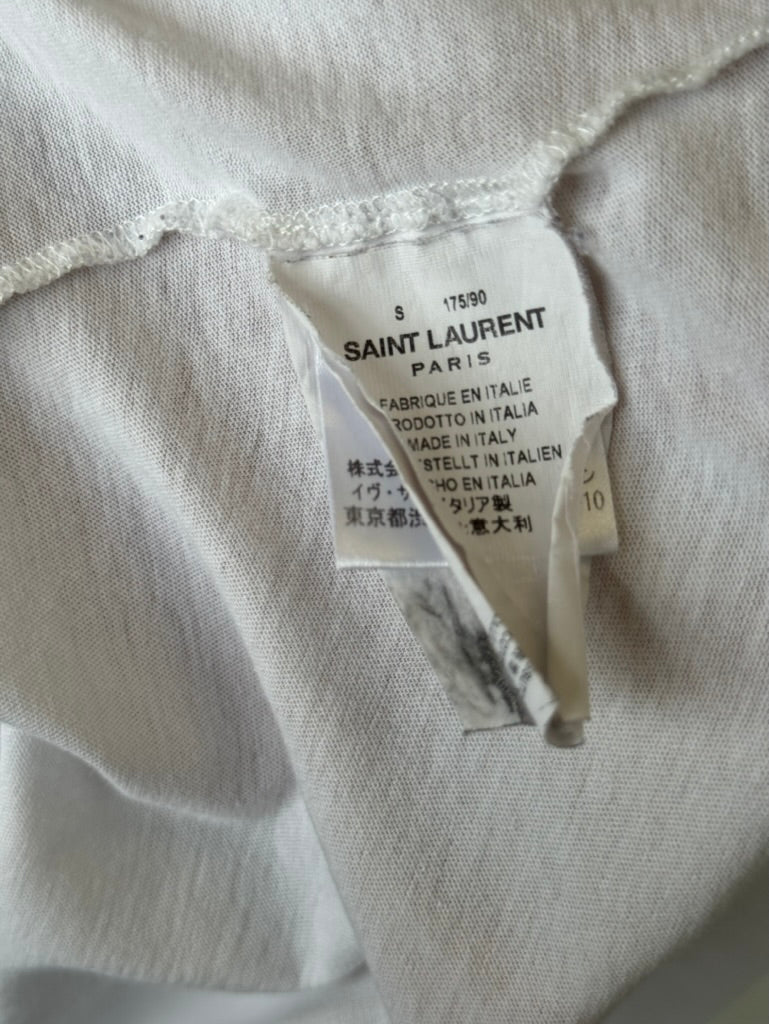 S 175/90
SAINT LAURENT
PARIS
FABRIQUE EN ITALIE
RODOTTO IN ITALIA
MADE IN ITALY
STELLT IN ITALIEN
HO EN ITALIA
タリア製
意大利
株式会
イヴ・サ
東京都渋
10